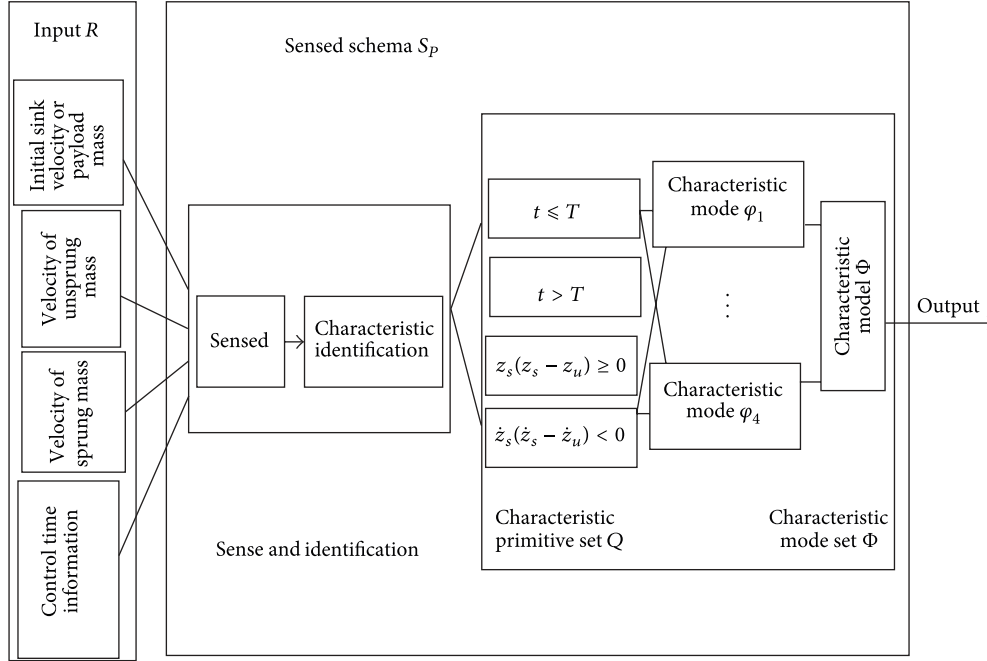 Input R
Initial sink
velocity or
payload
mass
Velocity of
unsprung
mass
Velocity of
sprung mass
Control time
information
Sensed schema S_P
Sensed
Characteristic
identification
Sense and identification
t ⩽ T
t > T
z_s(z_s − z_u) ≥ 0
ż_s(ż_s − ż_u) < 0
Characteristic
primitive set Q
Characteristic
mode φ_1
⋮
Characteristic
mode φ_4
Characteristic
mode set Φ
Characteristic
model Φ
Output